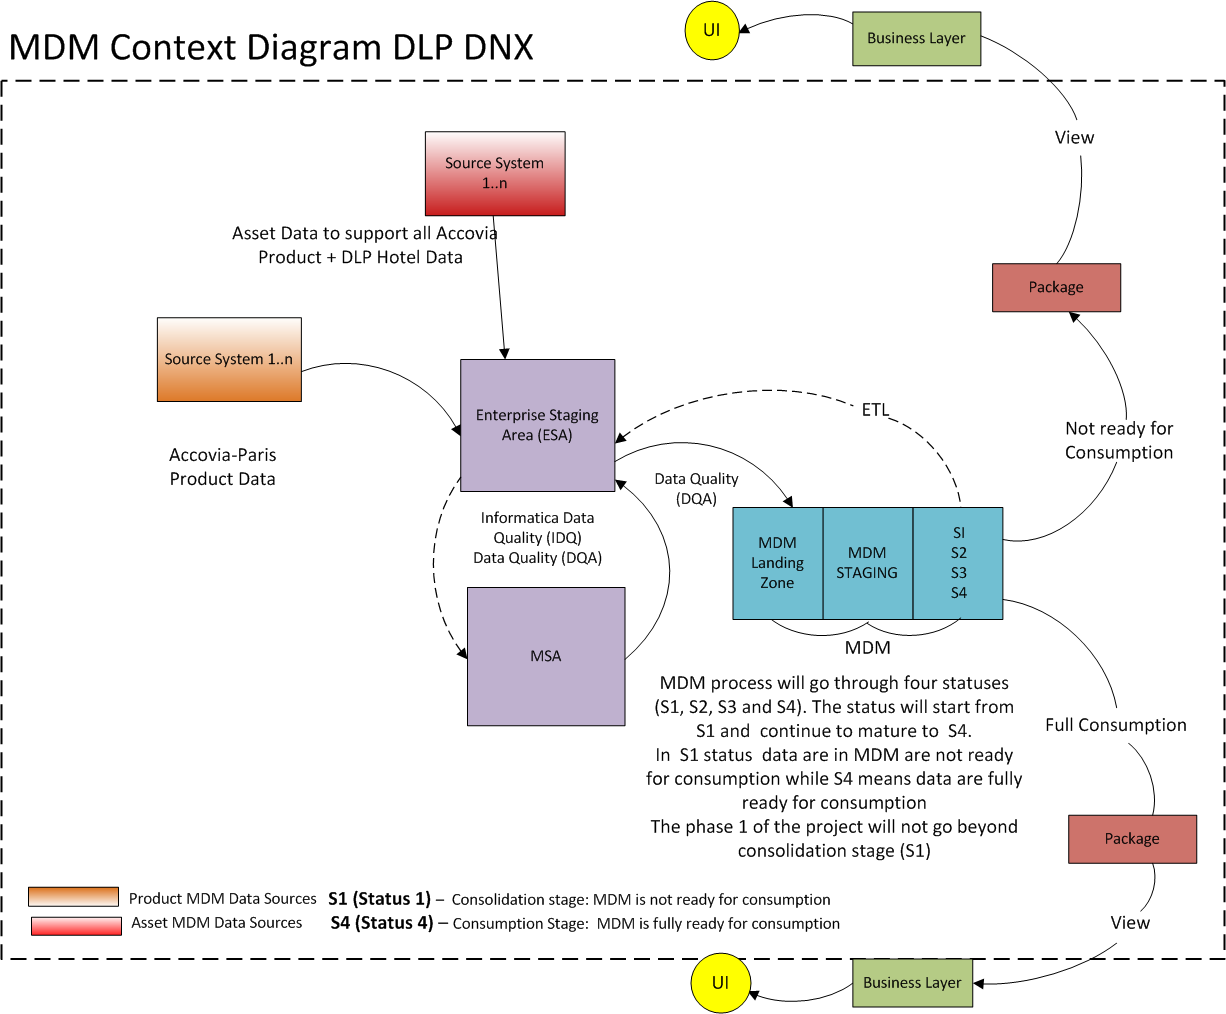 MDM Context Diagram DLP DNX
UI
Business Layer
View
Source System
1..n
Asset Data to support all Accovia
Product + DLP Hotel Data
Package
Source System 1..n
Enterprise Staging
Area (ESA)
ETL
Not ready for
Consumption
Accovia-Paris
Product Data
Data Quality
(DQA)
Informatica Data
Quality (IDQ)
Data Quality (DQA)
MDM
Landing
Zone
MDM
STAGING
SI
S2
S3
S4
MSA
MDM
MDM process will go through four statuses
(S1, S2, S3 and S4). The status will start from
S1 and continue to mature to S4.
In S1 status data are in MDM are not ready
for consumption while S4 means data are fully
ready for consumption
The phase 1 of the project will not go beyond
consolidation stage (S1)
Full Consumption
Package
Product MDM Data Sources S1 (Status 1) – Consolidation stage: MDM is not ready for consumption
Asset MDM Data Sources S4 (Status 4) – Consumption Stage: MDM is fully ready for consumption
View
UI
Business Layer